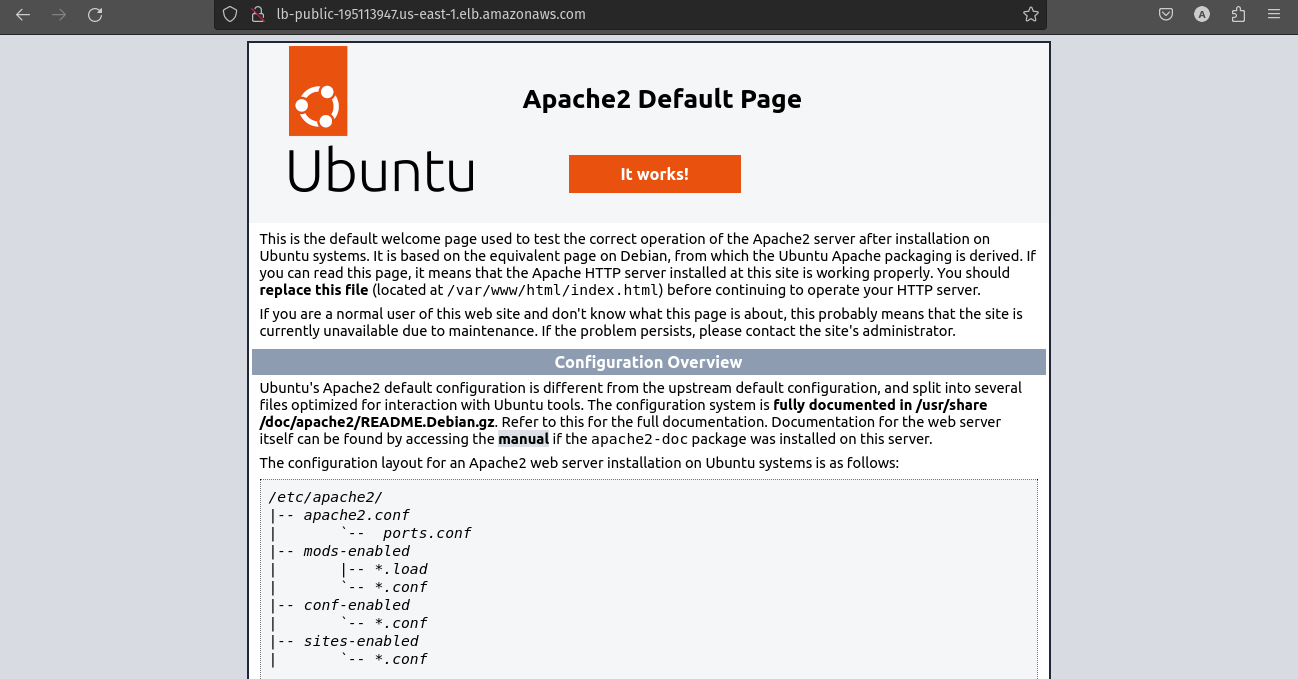 lb-public-195113947.us-east-1.elb.amazonaws.com
A
Apache2 Default Page
Ubuntu
It works!
This is the default welcome page used to test the correct operation of the Apache2 server after installation on
Ubuntu systems. It is based on the equivalent page on Debian, from which the Ubuntu Apache packaging is derived. If
you can read this page, it means that the Apache HTTP server installed at this site is working properly. You should
replace this file (located at /var/www/html/index.html) before continuing to operate your HTTP server.
If you are a normal user of this web site and don't know what this page is about, this probably means that the site is
currently unavailable due to maintenance. If the problem persists, please contact the site's administrator.
Configuration Overview
Ubuntu's Apache2 default configuration is different from the upstream default configuration, and split into several
files optimized for interaction with Ubuntu tools. The configuration system is fully documented in /usr/share
/doc/apache2/README.Debian.gz. Refer to this for the full documentation. Documentation for the web server
itself can be found by accessing the manual if the apache2-doc package was installed on this server.
The configuration layout for an Apache2 web server installation on Ubuntu systems is as follows:
/etc/apache2/
|-- apache2.conf
|       `--  ports.conf
|-- mods-enabled
|       |-- *.load
|       `-- *.conf
|-- conf-enabled
|       `-- *.conf
|-- sites-enabled
|       `-- *.conf